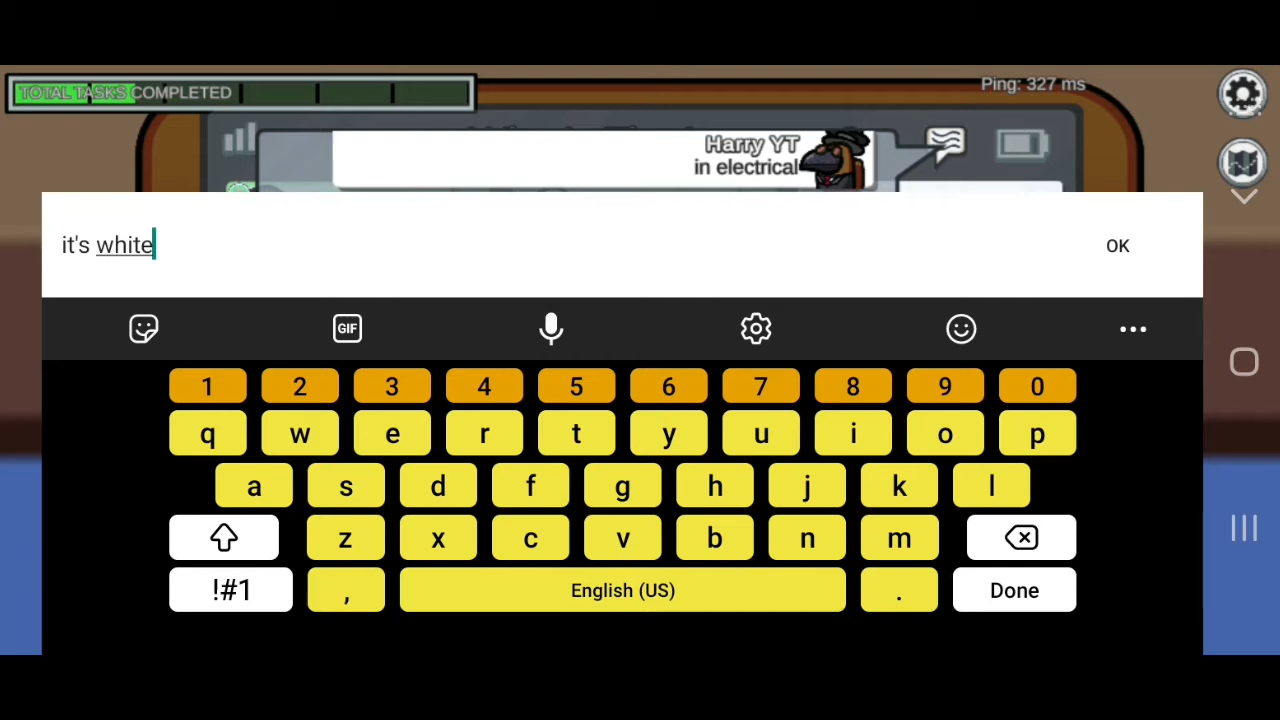 TOTAL TASKS COMPLETED
Ping: 327 ms
Harry YT
in electrical
it's white
OK
GIF
1 2 3 4 5 6 7 8 9 0
q w e r t y u i o p
a s d f g h j k l
z x c v b n m
!#1 , English (US) . Done